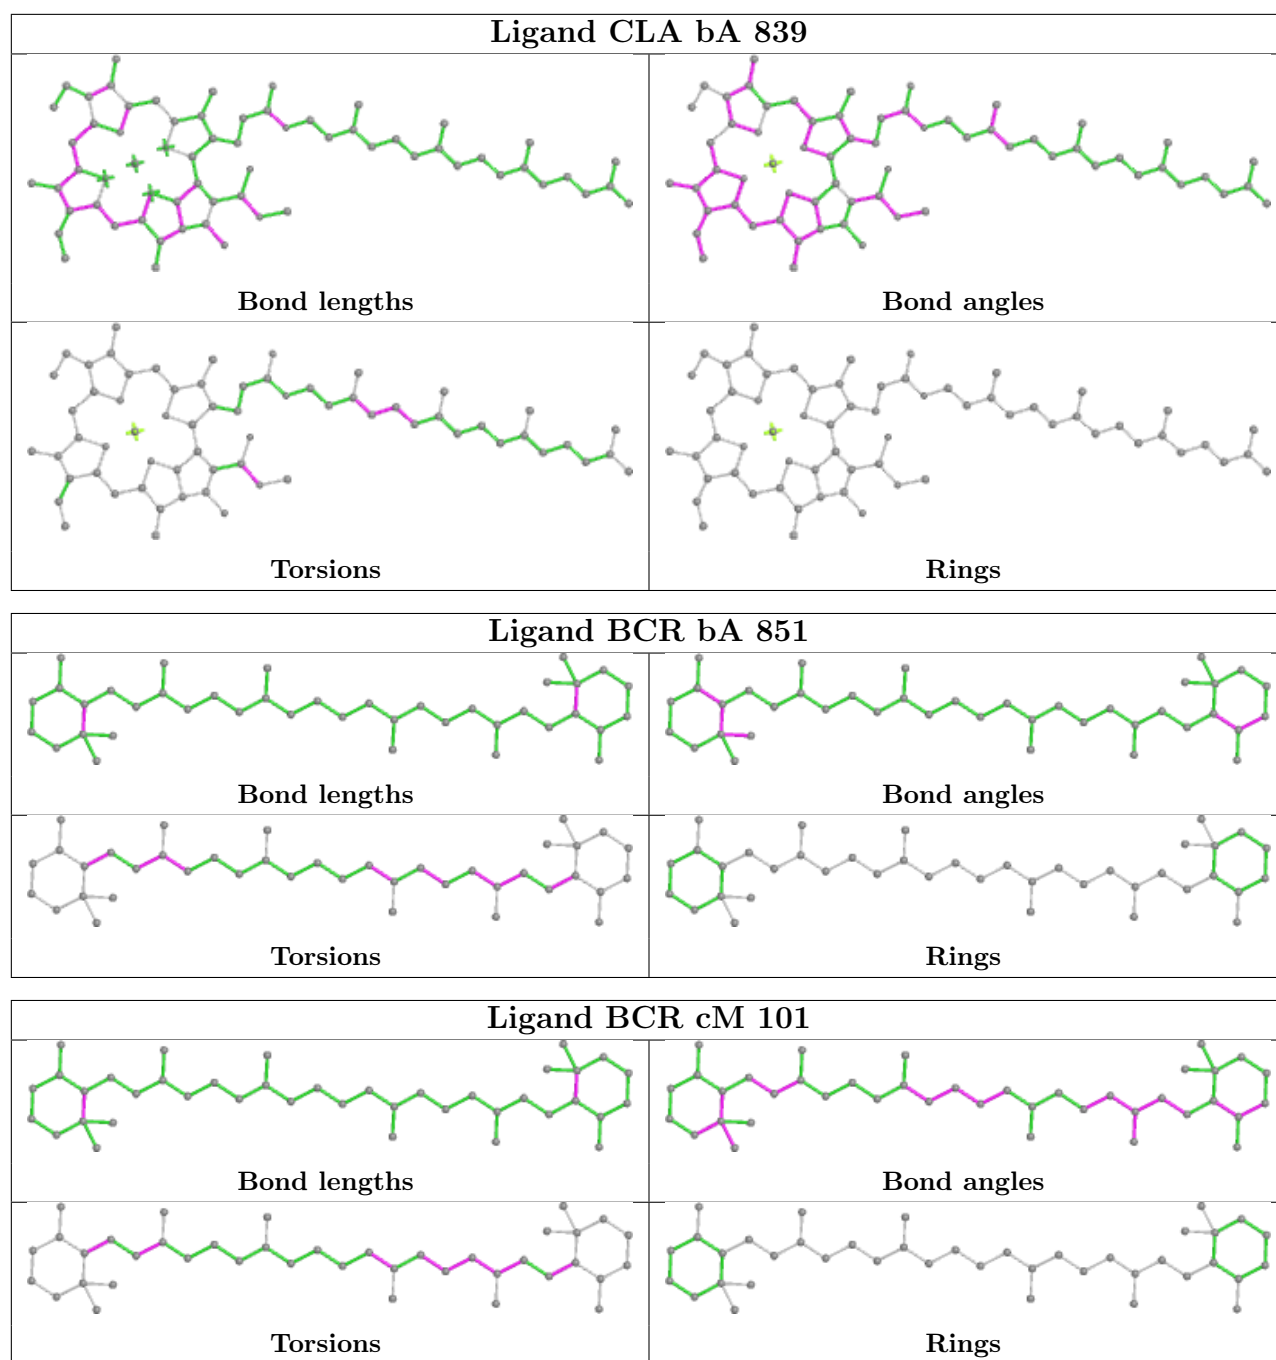 Ligand CLA bA 839
Bond lengths
Bond angles
Torsions
Rings
Ligand BCR bA 851
Bond lengths
Bond angles
Torsions
Rings
Ligand BCR cM 101
Bond lengths
Bond angles
Torsions
Rings